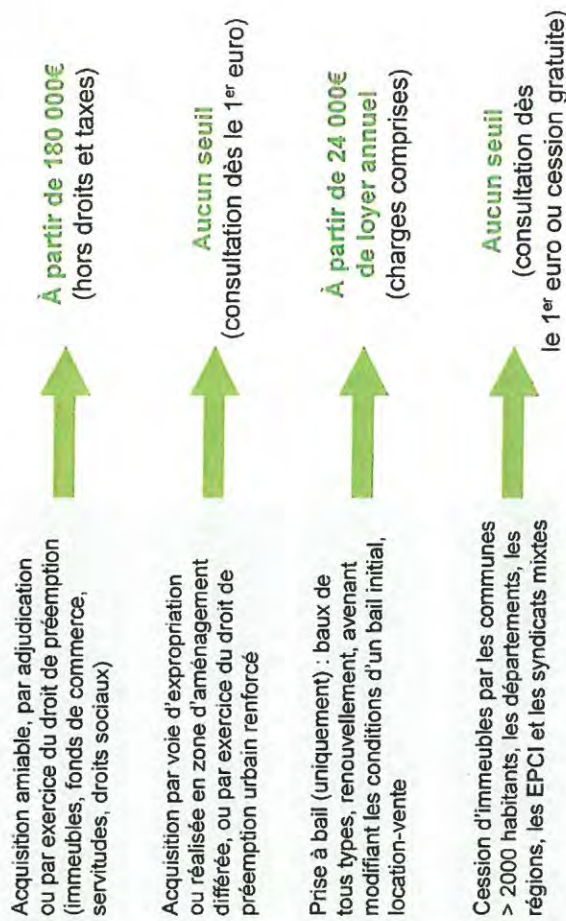 Acquisition amiable, par adjudication
ou par exercice du droit de préemption
(immeubles, fonds de commerce,
servitudes, droits sociaux)
À partir de 180 000€
(hors droits et taxes)
Acquisition par voie d'expropriation
ou réalisée en zone d'aménagement
différée, ou par exercice du droit de
préemption urbain renforcé
Aucun seuil
(consultation dès le 1er euro)
Prise à bail (uniquement) : baux de
tous types, renouvellement, avenant
modifiant les conditions d'un bail initial,
location-vente
À partir de 24 000€
de loyer annuel
(charges comprises)
Cession d'immeubles par les communes
> 2000 habitants, les départements, les
régions, les EPCI et les syndicats mixtes
Aucun seuil
(consultation dès
le 1er euro ou cession gratuite)